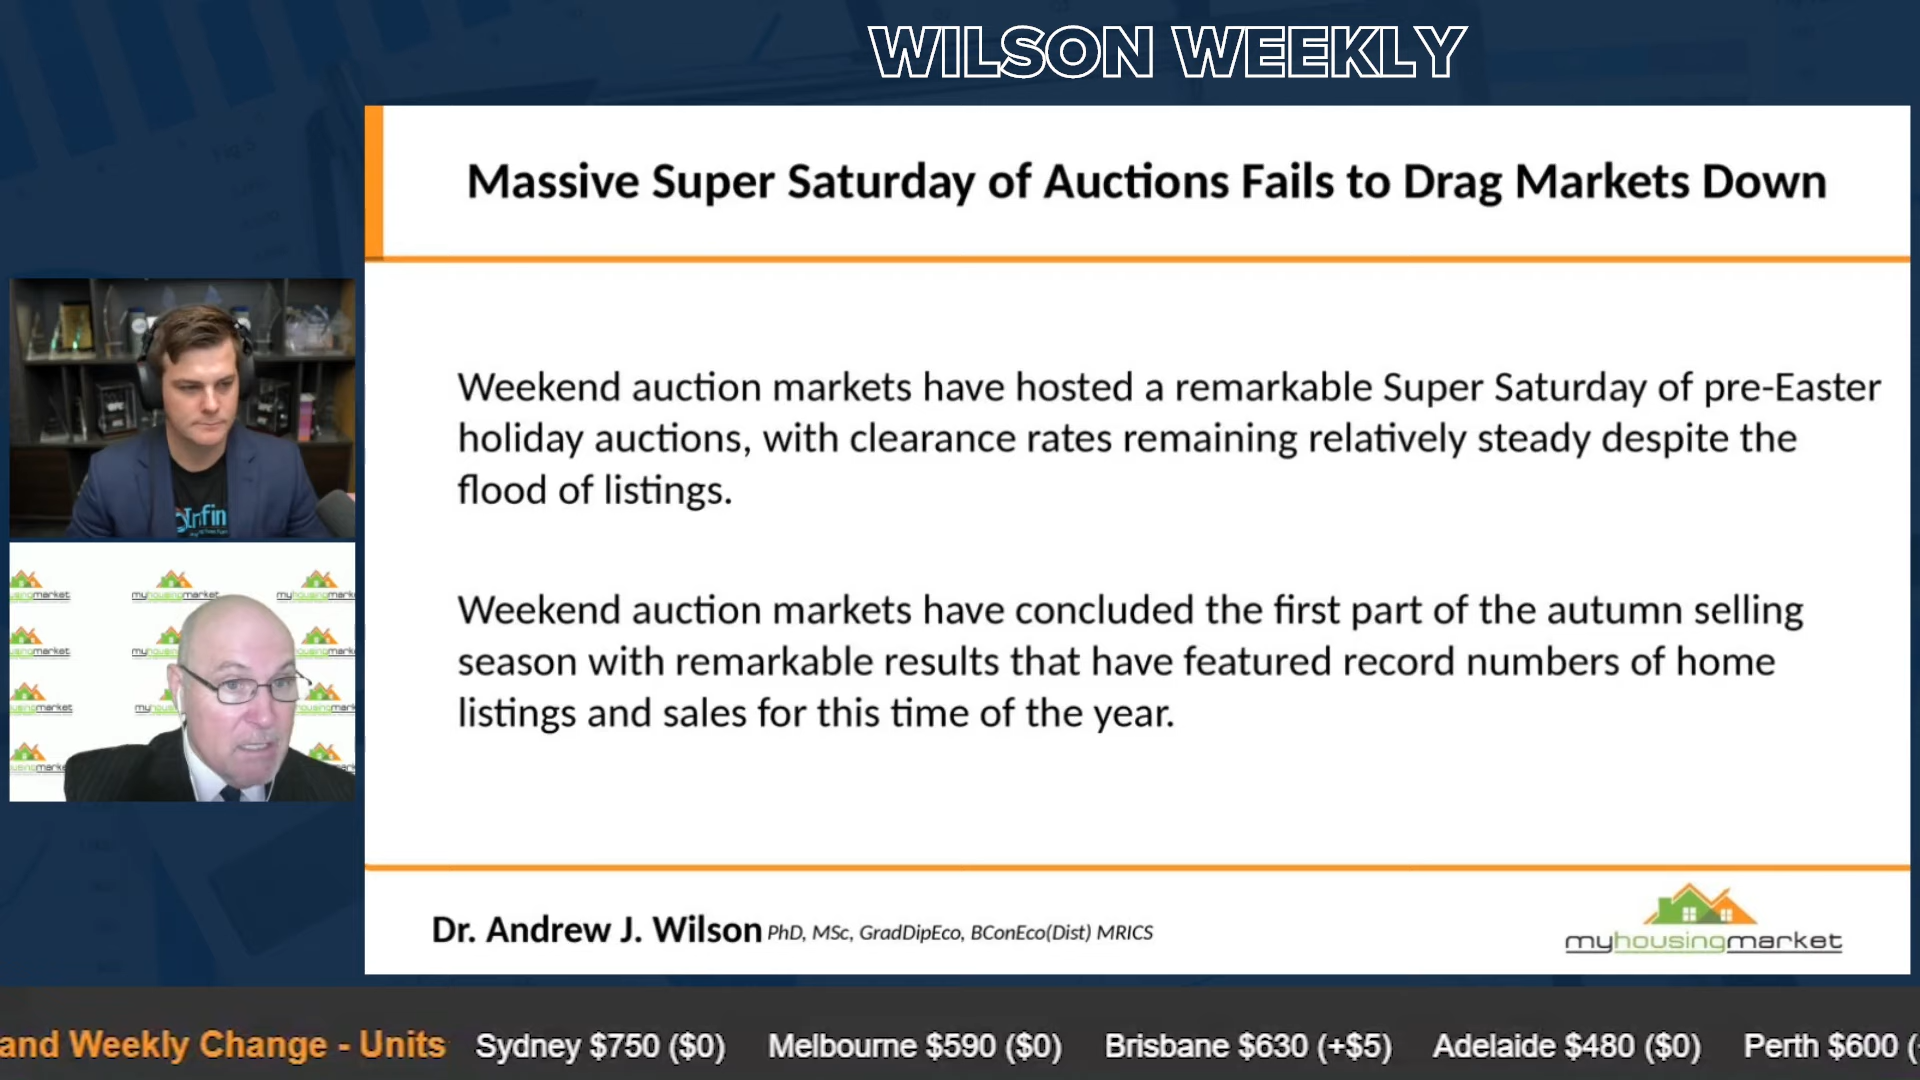 WILSON WEEKLY
Massive Super Saturday of Auctions Fails to Drag Markets Down
Weekend auction markets have hosted a remarkable Super Saturday of pre-Easter
holiday auctions, with clearance rates remaining relatively steady despite the
flood of listings.
Weekend auction markets have concluded the first part of the autumn selling
season with remarkable results that have featured record numbers of home
listings and sales for this time of the year.
myhousingmarket
Dr. Andrew J. Wilson PhD, MSc, GradDipEco, BConEco(Dist) MRICS
myhousingmarket
and Weekly Change - Units Sydney $750 ($0) Melbourne $590 ($0) Brisbane $630 (+$5) Adelaide $480 ($0) Perth $600 (